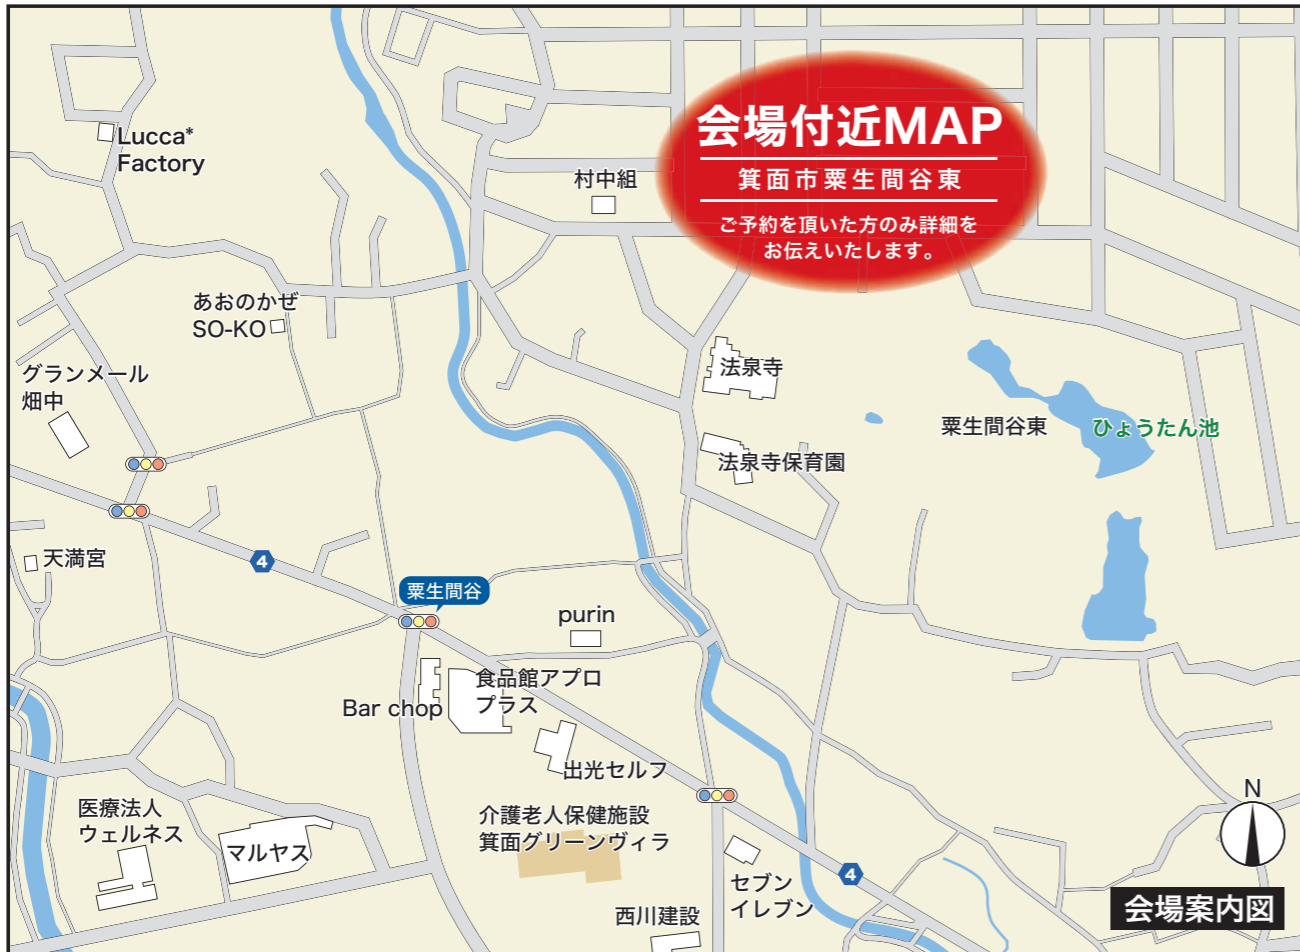 会場付近MAP
箕面市粟生間谷東
ご予約を頂いた方のみ詳細を
お伝えいたします。
Lucca*
Factory
村中組
あおのかぜ
SO-KO
グランメール
畑中
法泉寺
粟生間谷東
ひょうたん池
法泉寺保育園
天満宮
4
粟生間谷
purin
食品館アプロ
プラス
Bar chop
出光セルフ
医療法人
ウェルネス
マルヤス
介護老人保健施設
箕面グリーンヴィラ
セブン
イレブン
4
西川建設
N
会場案内図